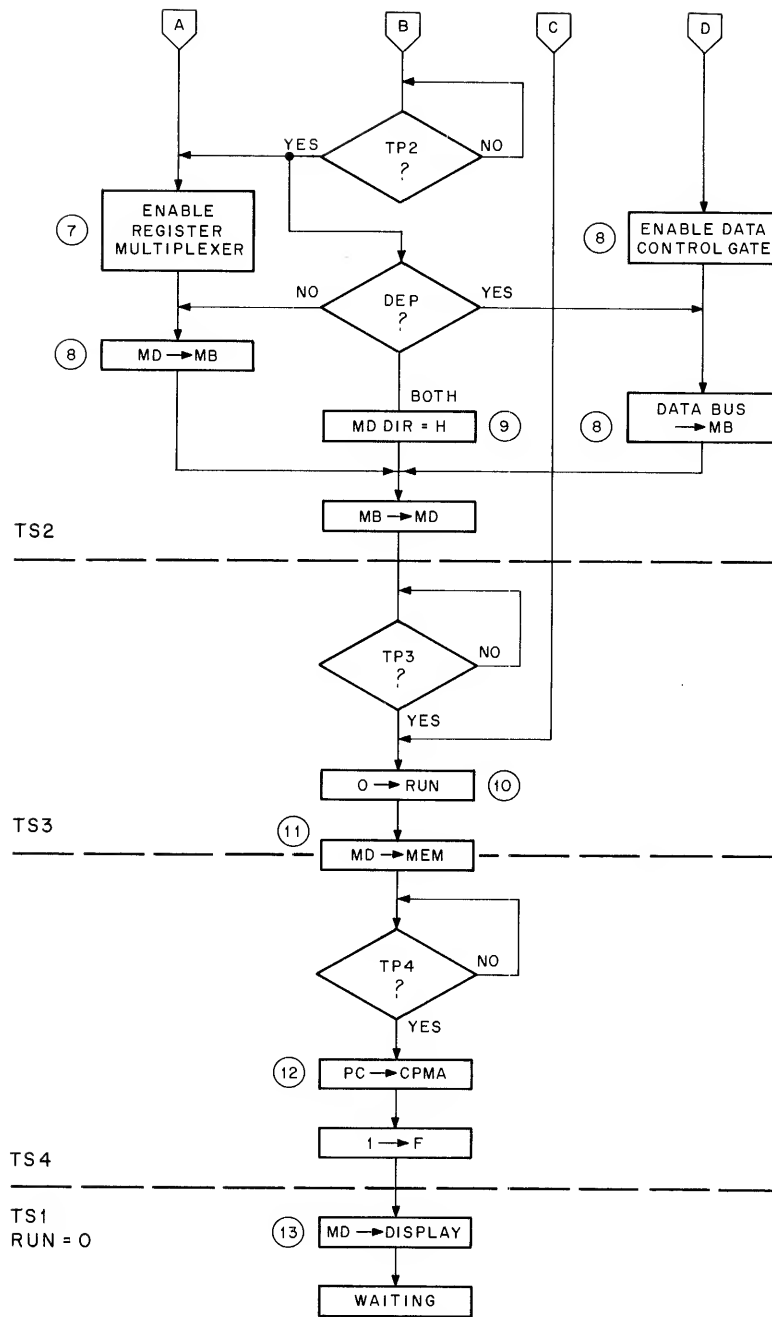 A
B
C
D
YES
TP2
?
NO
7
ENABLE
REGISTER
MULTIPLEXER
8
ENABLE DATA
CONTROL GATE
NO
DEP
?
YES
8
MD → MB
BOTH
MD DIR = H
9
8
DATA BUS
→ MB
MB → MD
TS2
TP3
?
NO
YES
0 → RUN
10
TS3
11
MD → MEM
TP4
?
NO
YES
12
PC → CPMA
1 → F
TS4
TS1
RUN = 0
13
MD → DISPLAY
WAITING